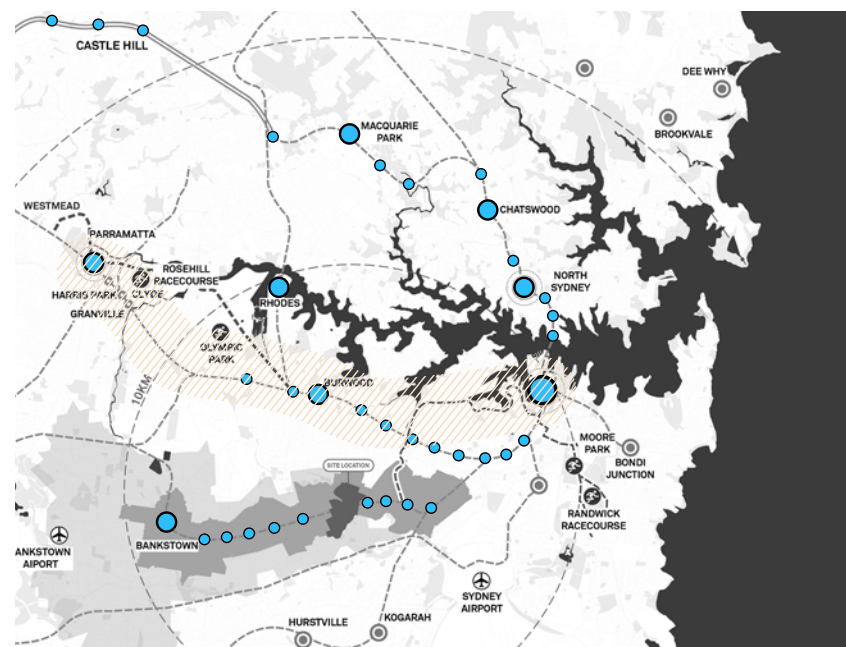 CASTLE HILL
DEE WHY
BROOKVALE
MACQUARIE
PARK
WESTMEAD
CHATSWOOD
PARRAMATTA
ROSEHILL
RACECOURSE
NORTH
SYDNEY
HARRIS PARK
CLYDE
RHODES
GRANVILLE
OLYMPIC
PARK
BURWOOD
10KM
MOORE
PARK
BONDI
JUNCTION
SITE LOCATION
RANDWICK
RACECOURSE
BANKSTOWN
ANKSTOWN
AIPORT
SYDNEY
AIRPORT
HURSTVILLE
KOGARAH